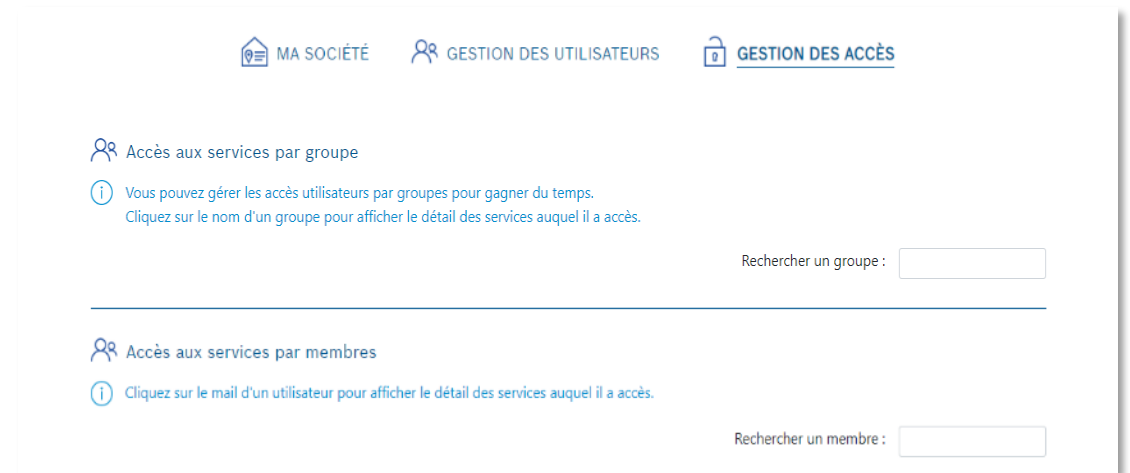 MA SOCIÉTÉ GESTION DES UTILISATEURS GESTION DES ACCÈS
Accès aux services par groupe
Vous pouvez gérer les accès utilisateurs par groupes pour gagner du temps.
Cliquez sur le nom d'un groupe pour afficher le détail des services auquel il a accès.
Rechercher un groupe :
Accès aux services par membres
Cliquez sur le mail d'un utilisateur pour afficher le détail des services auquel il a accès.
Rechercher un membre :